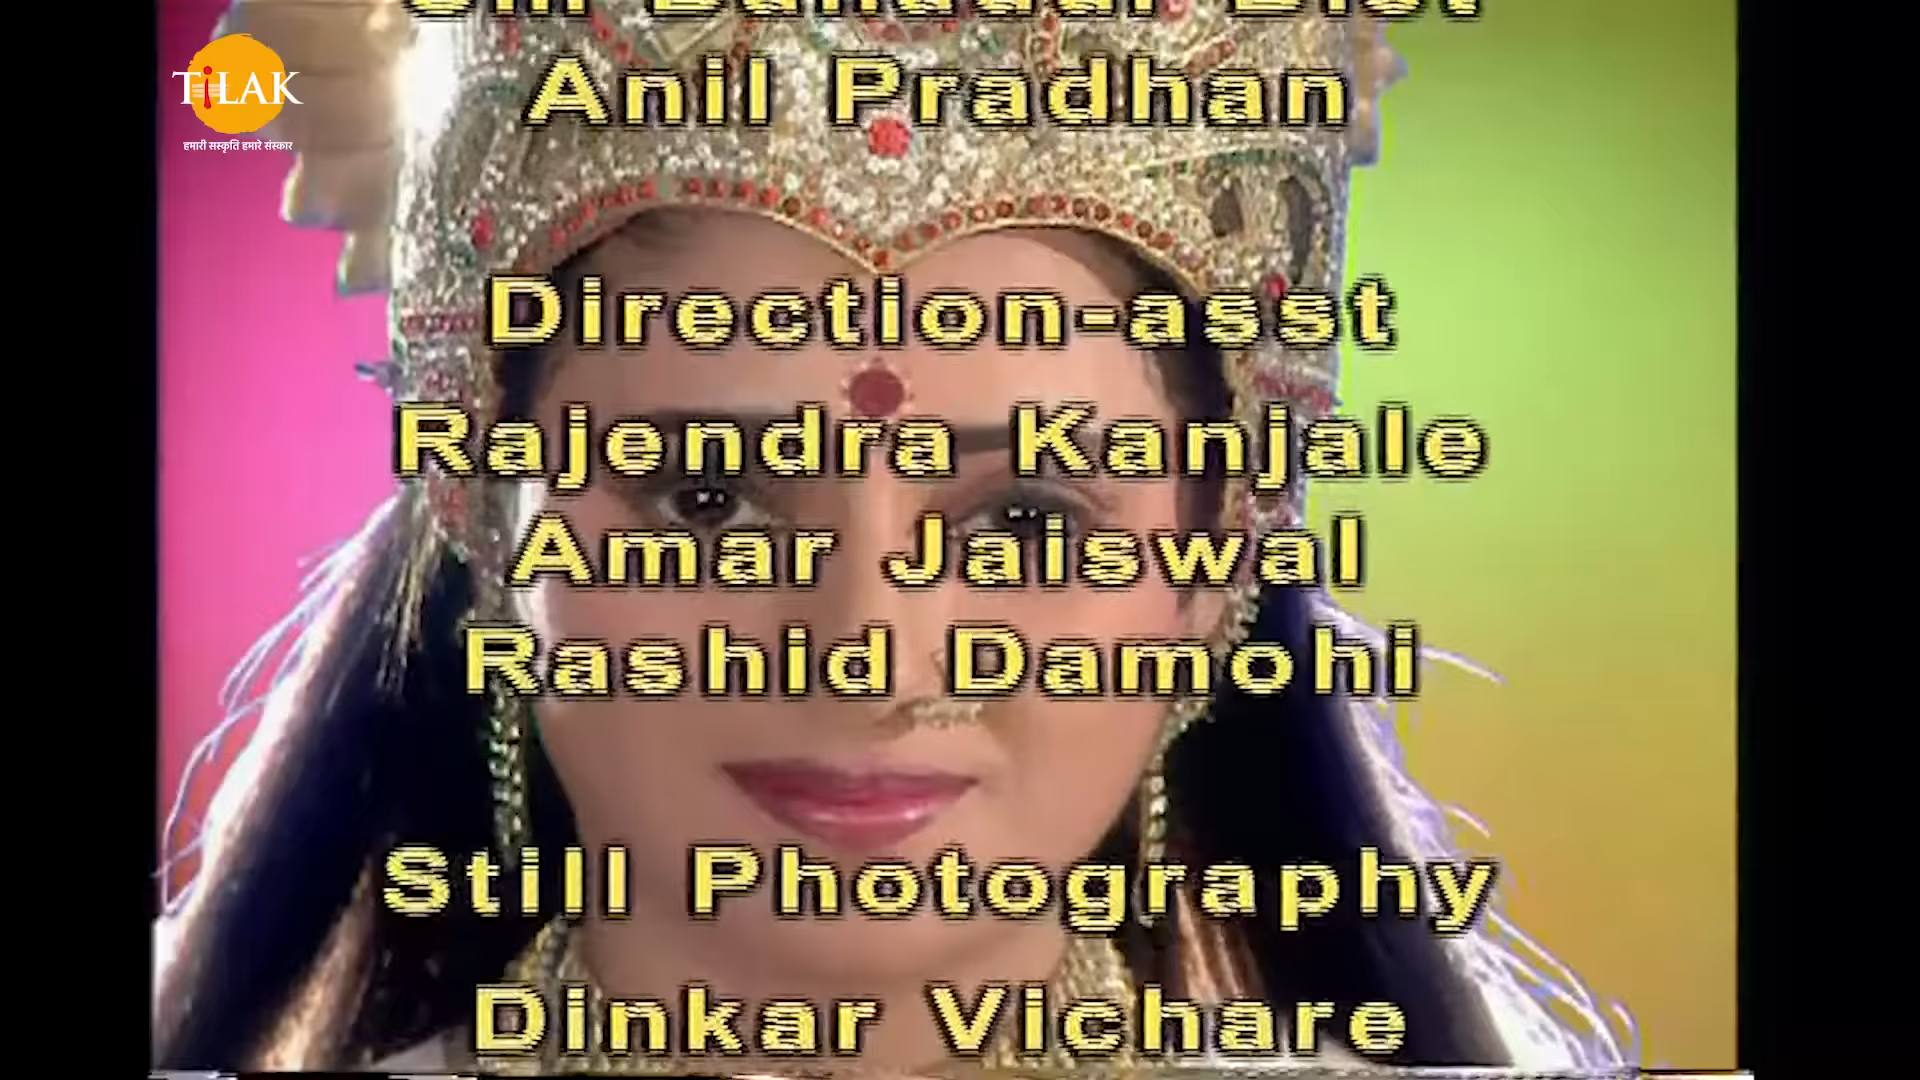 TiLAK
हमारी सस्कृति हमारे संस्कार
Anil Pradhan
Direction-asst
Rajendra Kanjale
Amar Jaiswal
Rashid Damohi
Still Photography
Dinkar Vichare